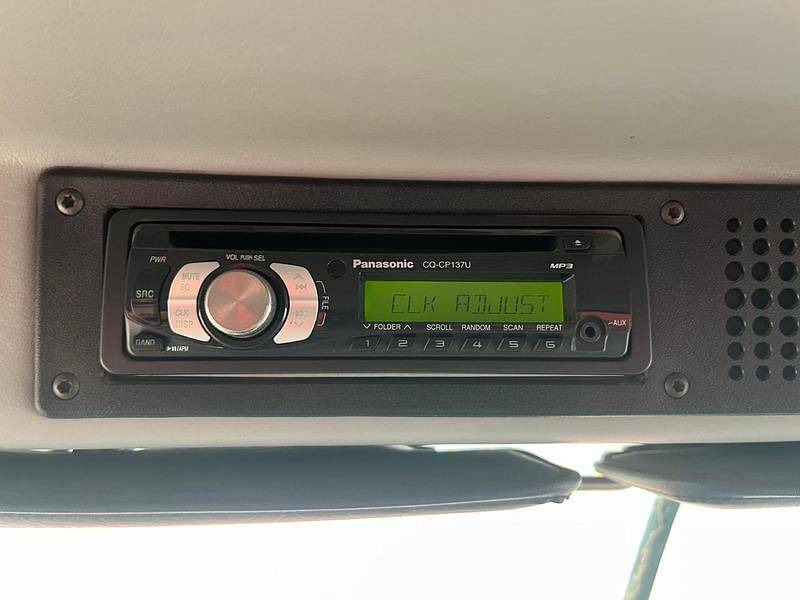 PWR
VOL PUSH SEL
Panasonic CQ-CP137U
MP3
MUTE
SQ
SRC
CLK
DISP
BAND
FILE
CLK ADJUST
FOLDER SCROLL RANDOM SCAN REPEAT
1 2 3 4 5 6
AUX